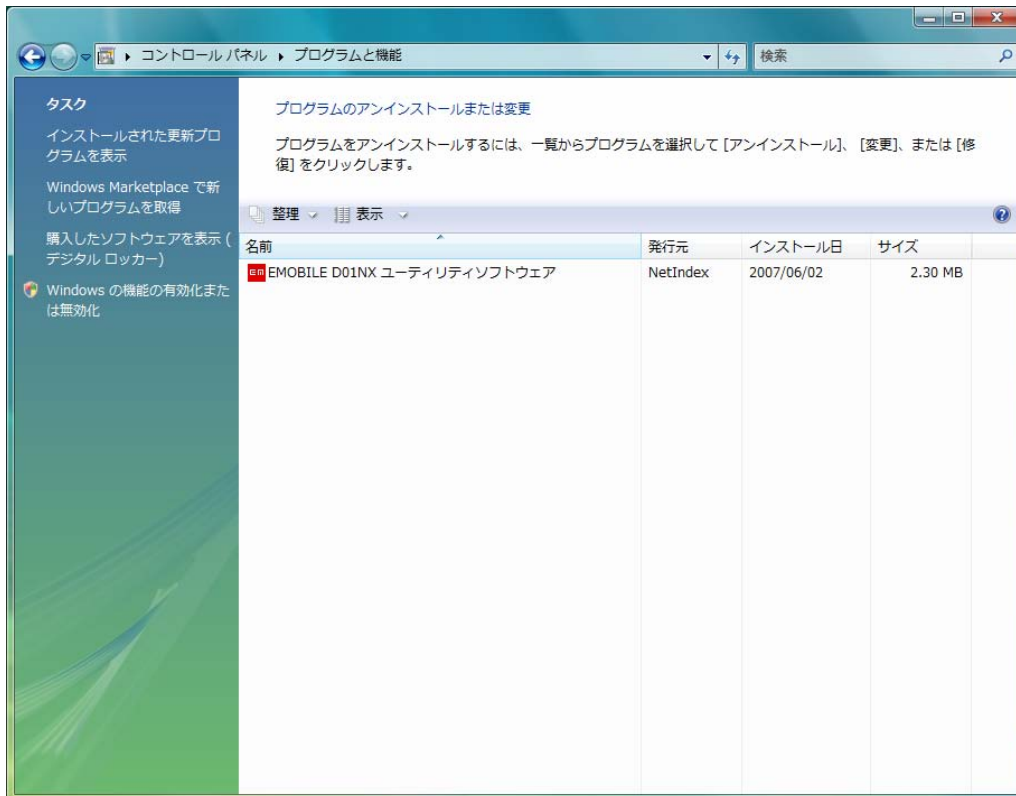 コントロール パネル ▸ プログラムと機能
検索
タスク
インストールされた更新プロ
グラムを表示
Windows Marketplace で新
しいプログラムを取得
購入したソフトウェアを表示 (
デジタル ロッカー)
Windows の機能の有効化また
は無効化
プログラムのアンインストールまたは変更
プログラムをアンインストールするには、一覧からプログラムを選択して [アンインストール]、[変更]、または [修
復] をクリックします。
整理 表示
名前 発行元 インストール日 サイズ
EM EMOBILE D01NX ユーティリティソフトウェア NetIndex 2007/06/02 2.30 MB